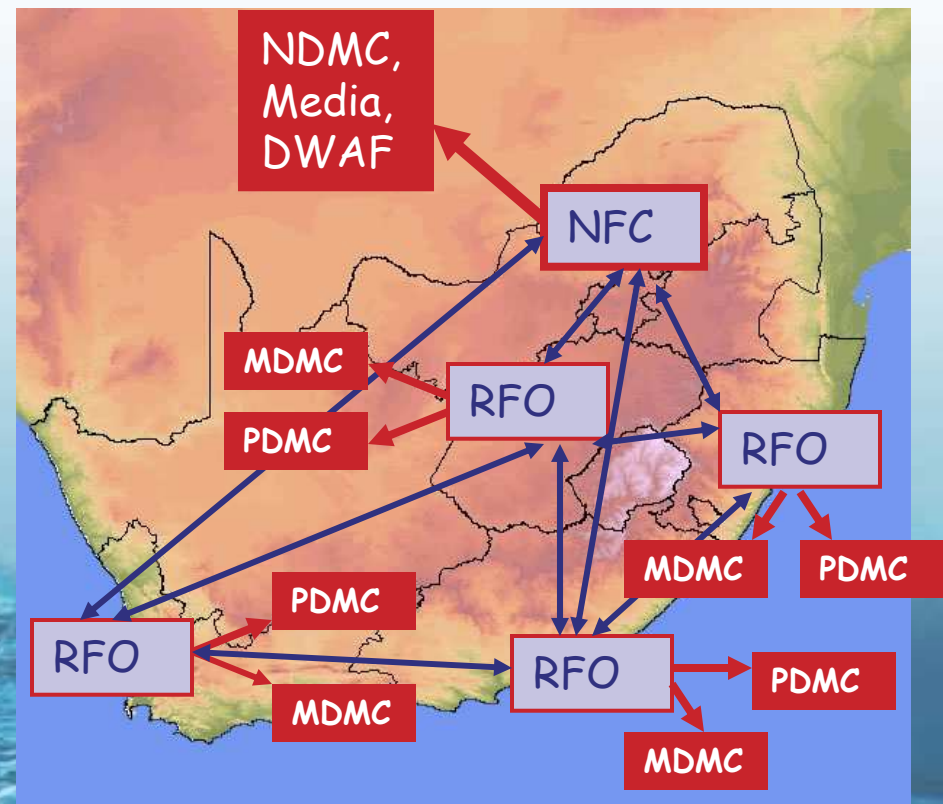 NDMC,
Media,
DWAF
NFC
MDMC
RFO
PDMC
RFO
MDMC
PDMC
PDMC
RFO
MDMC
RFO
PDMC
MDMC